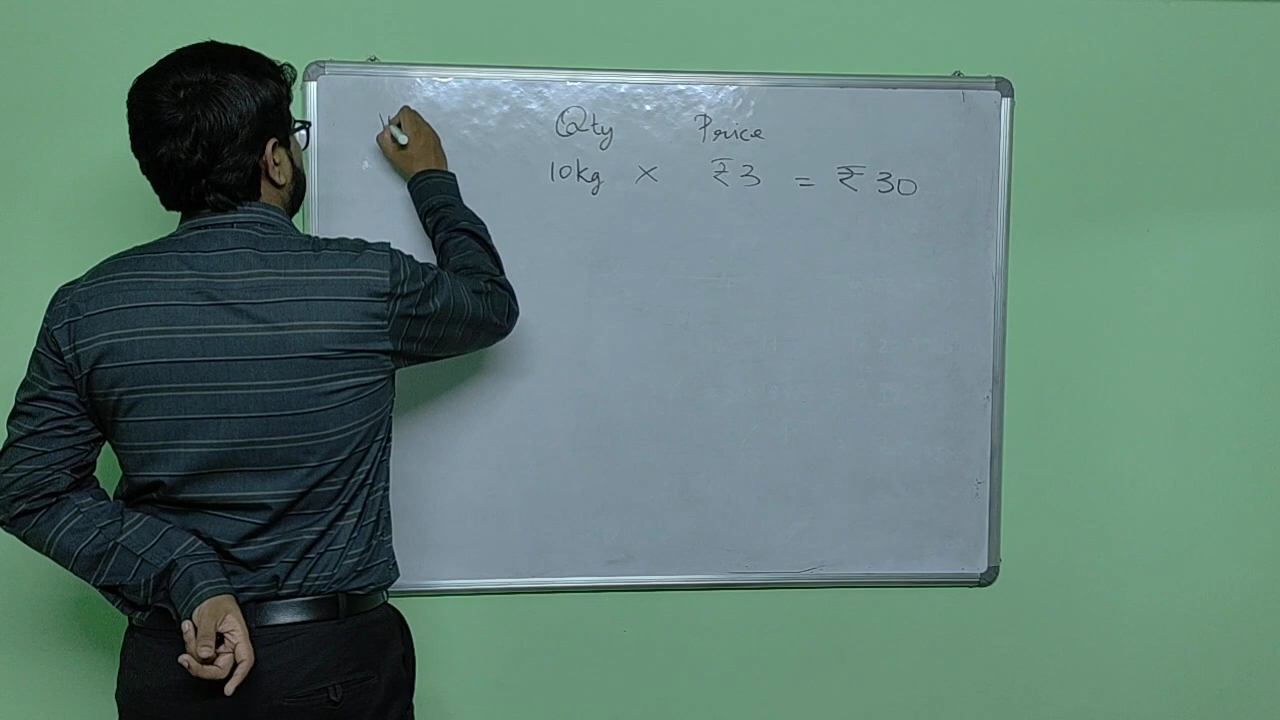 Qty Price
10kg × ₹3 = ₹30